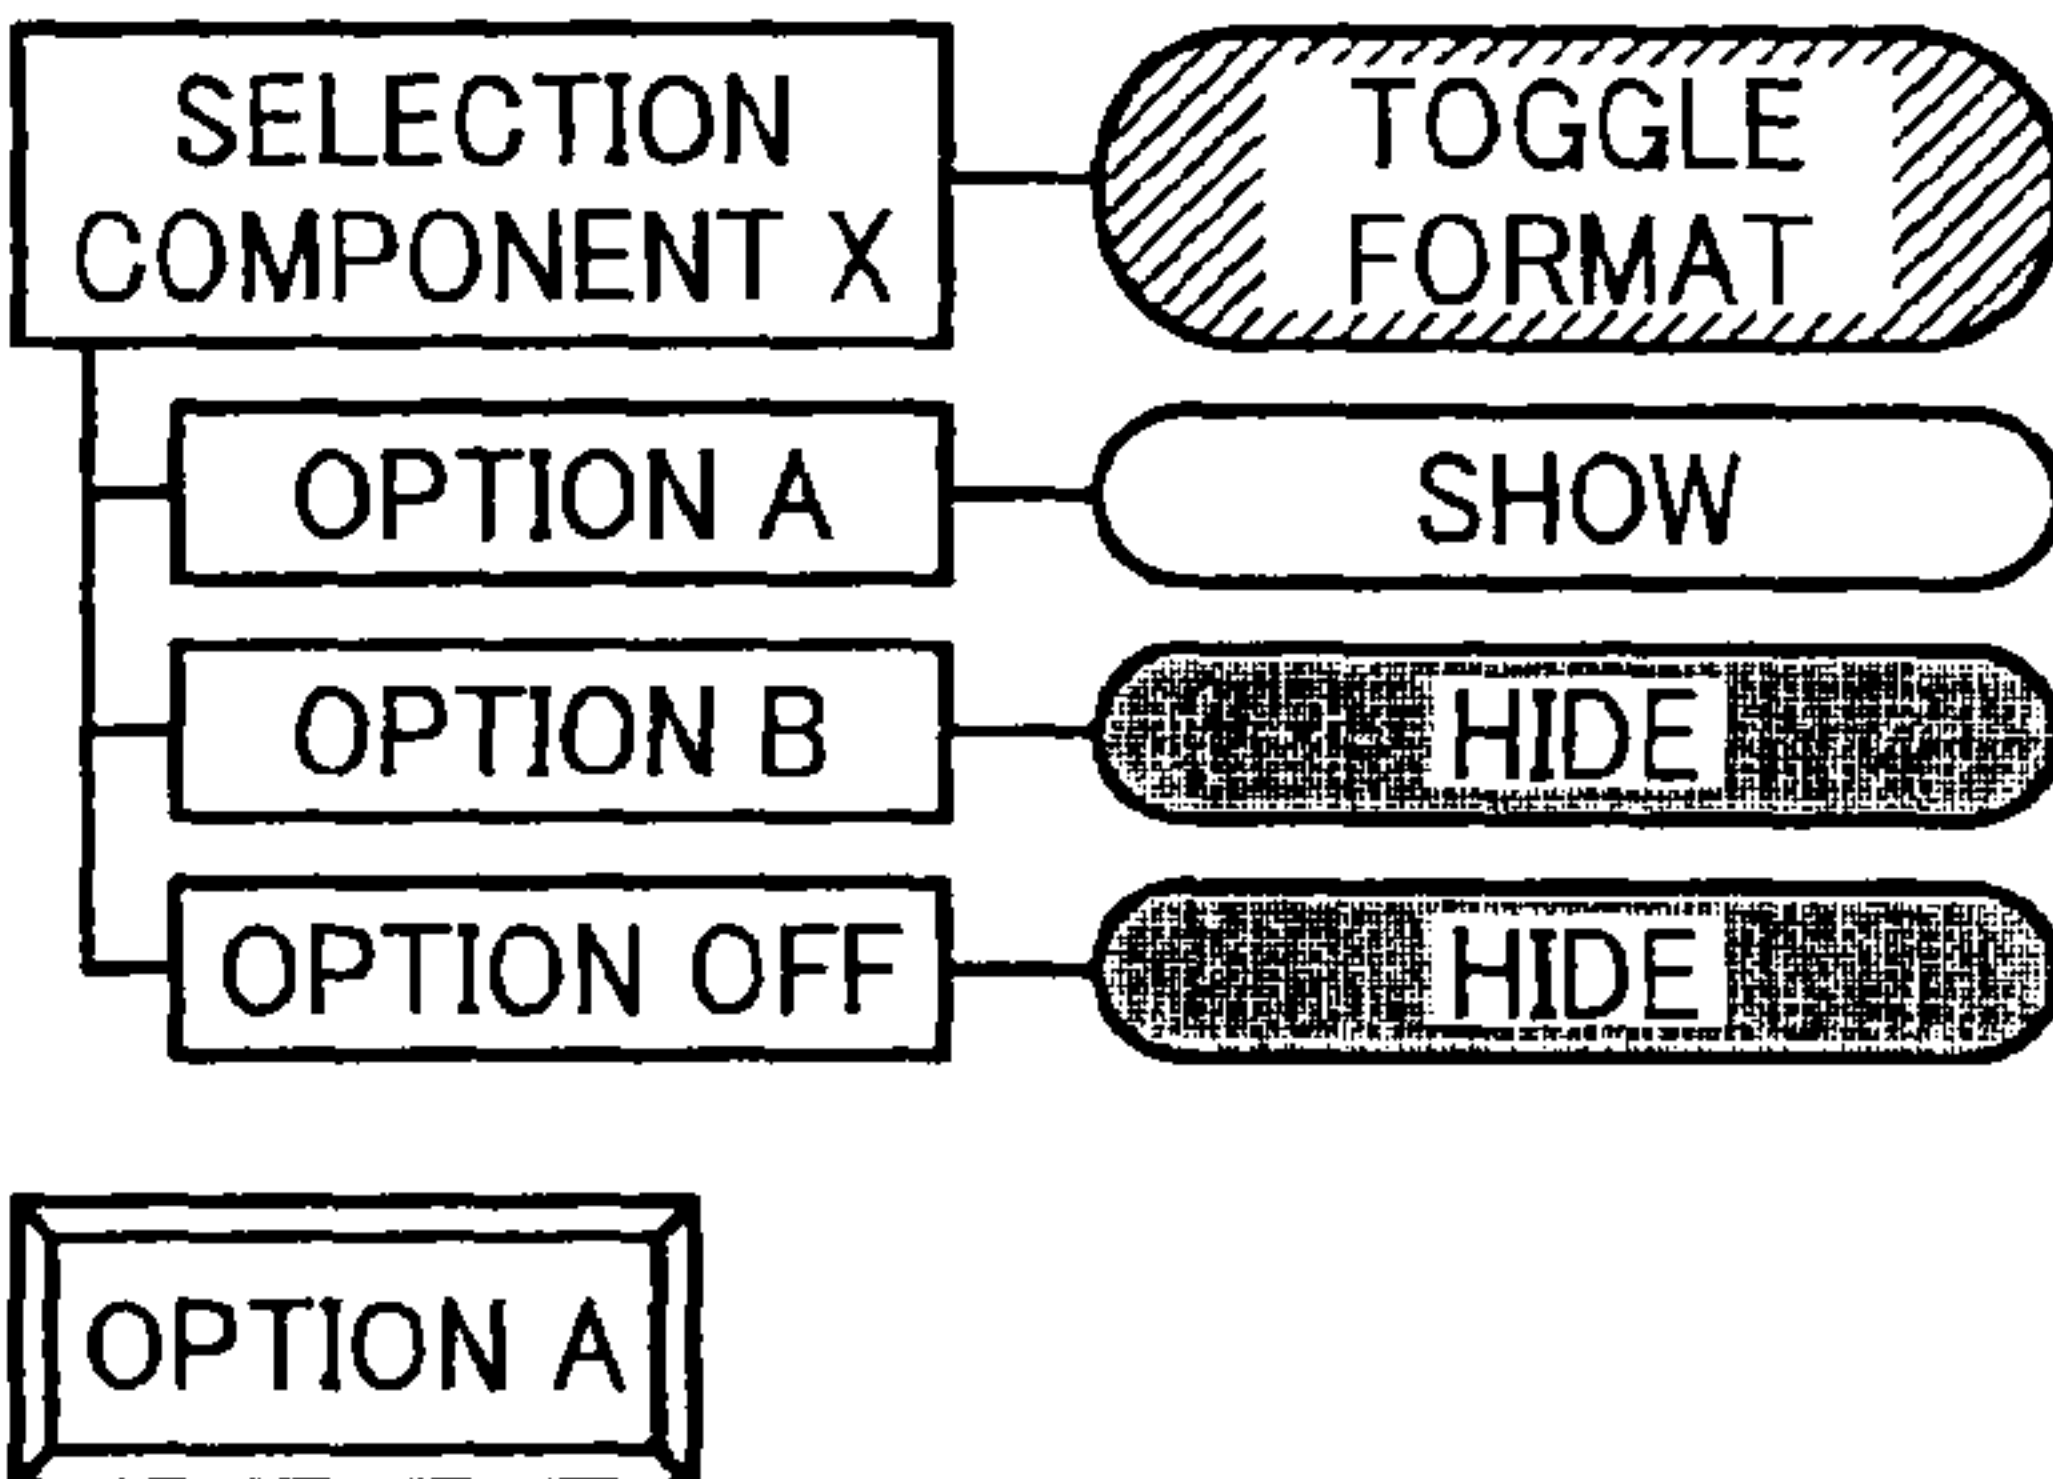 SELECTION
COMPONENT X
TOGGLE
FORMAT
OPTION A
SHOW
OPTION B
HIDE
OPTION OFF
HIDE
OPTION A